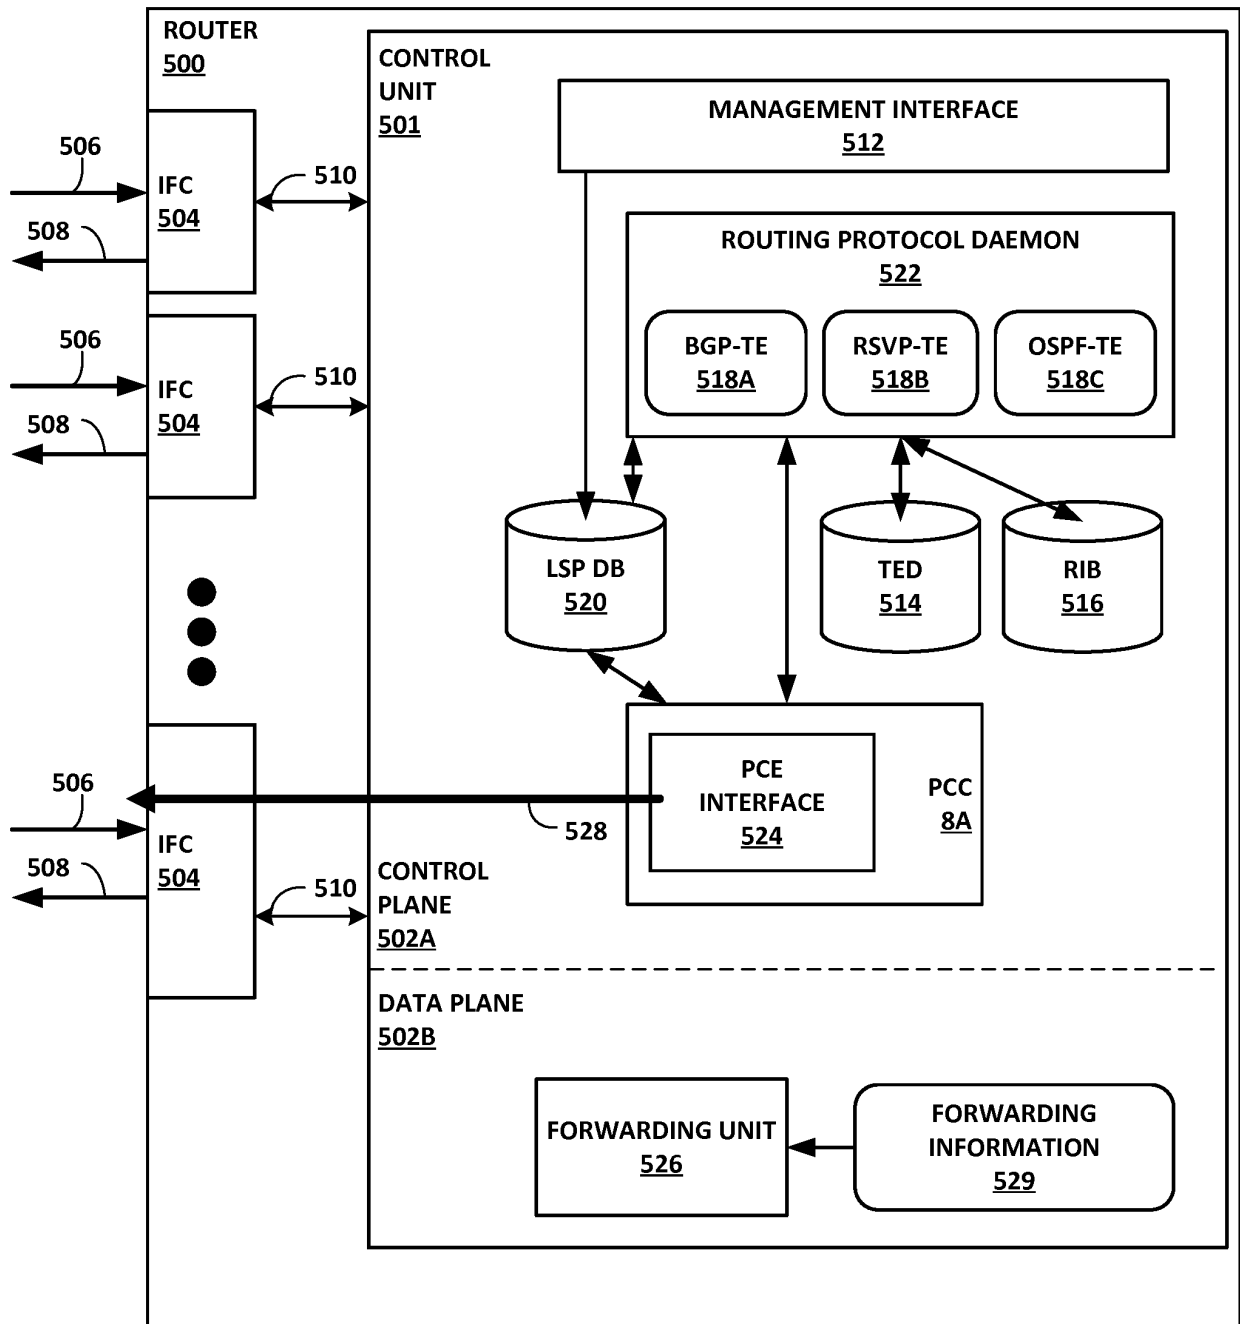 ROUTER
500
CONTROL
UNIT
501
MANAGEMENT INTERFACE
512
506
IFC
504
510
508
ROUTING PROTOCOL DAEMON
522
BGP-TE
518A
RSVP-TE
518B
OSPF-TE
518C
506
IFC
504
510
508
LSP DB
520
TED
514
RIB
516
506
IFC
504
508
510
528
PCE
INTERFACE
524
PCC
8A
CONTROL
PLANE
502A
DATA PLANE
502B
FORWARDING UNIT
526
FORWARDING
INFORMATION
529